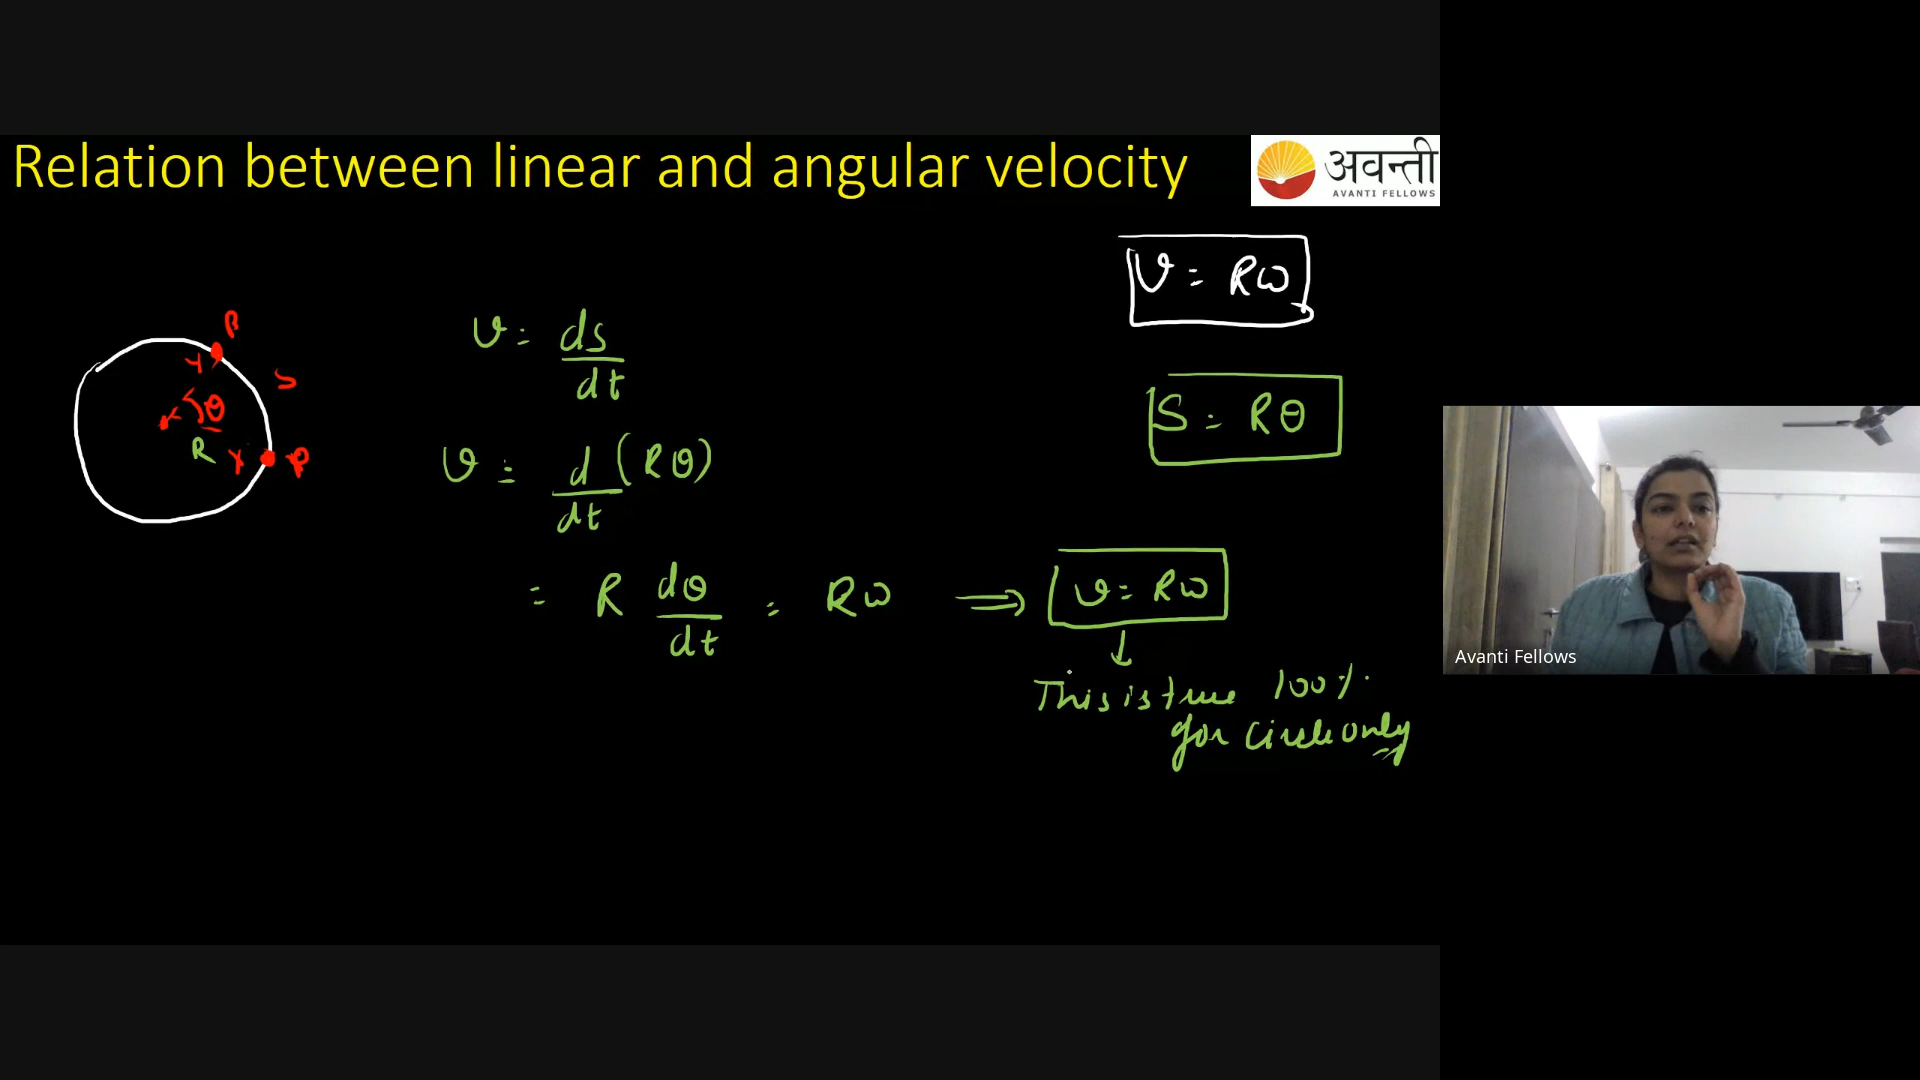 Relation between linear and angular velocity
अवन्ती
AVANTI FELLOWS
v = Rω
v = ds/dt
S = Rθ
β
S
θ
R
P
v = d/dt (Rθ)
= R dθ/dt = Rω ⇒ v = Rω
↓
This is true 100%
for circle only
Avanti Fellows